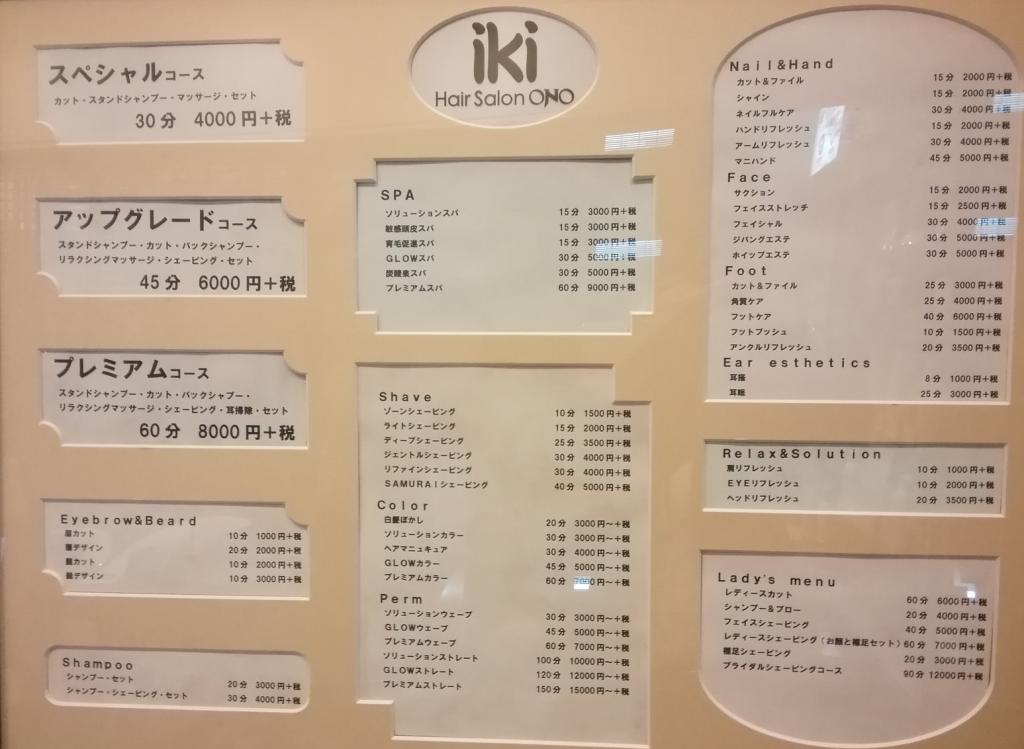 スペシャルコース
カット・スタンドシャンプー・マッサージ・セット
30分 4000円+税
アップグレードコース
スタンドシャンプー・カット・バックシャンプー・
リラクシングマッサージ・シェービング・セット
45分 6000円+税
プレミアムコース
スタンドシャンプー・カット・バックシャンプー・
リラクシングマッサージ・シェービング・耳掃除・セット
60分 8000円+税
Eyebrow&Beard
眉カット 10分 1000円+税
眉デザイン 20分 2000円+税
髭カット 10分 2000円+税
髭デザイン 10分 3000円+税
Shampoo
シャンプー・セット 20分 3000円+税
シャンプー・シェービング・セット 30分 4000円+税
iki
Hair Salon ONO
SPA
ソリューションスパ 15分 3000円+税
敏感頭皮スパ 15分 3000円+税
育毛促進スパ 15分 3000円+税
GLOWスパ 30分 5000円+税
炭酸泉スパ 30分 5000円+税
プレミアムスパ 60分 9000円+税
Shave
ゾーンシェービング 10分 1500円+税
ライトシェービング 15分 2000円+税
ディープシェービング 25分 3500円+税
ジェントルシェービング 30分 4000円+税
リファインシェービング 30分 4000円+税
SAMURAIシェービング 40分 5000円+税
Color
白髪ぼかし 20分 3000円〜+税
ソリューションカラー 30分 3000円〜+税
ヘアマニュキュア 30分 4000円〜+税
GLOWカラー 45分 5000円〜+税
プレミアムカラー 60分 7000円〜+税
Perm
ソリューションウェーブ 30分 3000円〜+税
GLOWウェーブ 45分 5000円〜+税
プレミアムウェーブ 60分 7000円〜+税
ソリューションストレート 100分 10000円〜+税
GLOWストレート 120分 12000円〜+税
プレミアムストレート 150分 15000円〜+税
Nail&Hand
カット&ファイル 15分 2000円+税
シャイン 15分 2000円+税
ネイルフルケア 30分 4000円+税
ハンドリフレッシュ 15分 2000円+税
アームリフレッシュ 30分 4000円+税
マニハンド 45分 5000円+税
Face
サクション 15分 2000円+税
フェイスストレッチ 15分 2500円+税
フェイシャル 30分 4000円+税
ジバングエステ 30分 5000円+税
ホイップエステ 30分 5000円+税
Foot
カット&ファイル 25分 3000円+税
角質ケア 25分 4000円+税
フットケア 40分 6000円+税
フットプッシュ 10分 1500円+税
アンクルリフレッシュ 20分 3500円+税
Ear esthetics
耳掻 8分 1000円+税
耳眠 25分 3000円+税
Relax&Solution
肩リフレッシュ 10分 1000円+税
EYEリフレッシュ 10分 2000円+税
ヘッドリフレッシュ 20分 3500円+税
Lady's menu
レディースカット 60分 6000円+税
シャンプー&ブロー 20分 4000円+税
フェイスシェービング 40分 5000円+税
レディースシェービング(お顔と襟足セット) 60分 7000円+税
襟足シェービング 20分 3000円+税
ブライダルシェービングコース 90分 12000円+税